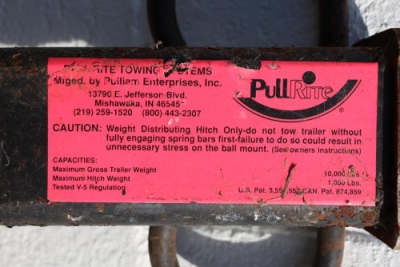 TOWING SYSTEMS
Mfged. by Pulliam Enterprises, Inc.
13790 E. Jefferson Blvd.
Mishawaka, IN 46545
(219) 259-1520 (800) 443-2307
PullRite
®
CAUTION: Weight Distributing Hitch Only-do not tow trailer without
fully engaging spring bars first-failure to do so could result in
unnecessary stress on the ball mount. (See owners instructions)
CAPACITIES:
Maximum Gross Trailer Weight 10,000 Lbs.
Maximum Hitch Weight 1,000 Lbs.
Tested V-5 Regulation
U.S. Pat. CAN. Pat. 874,859